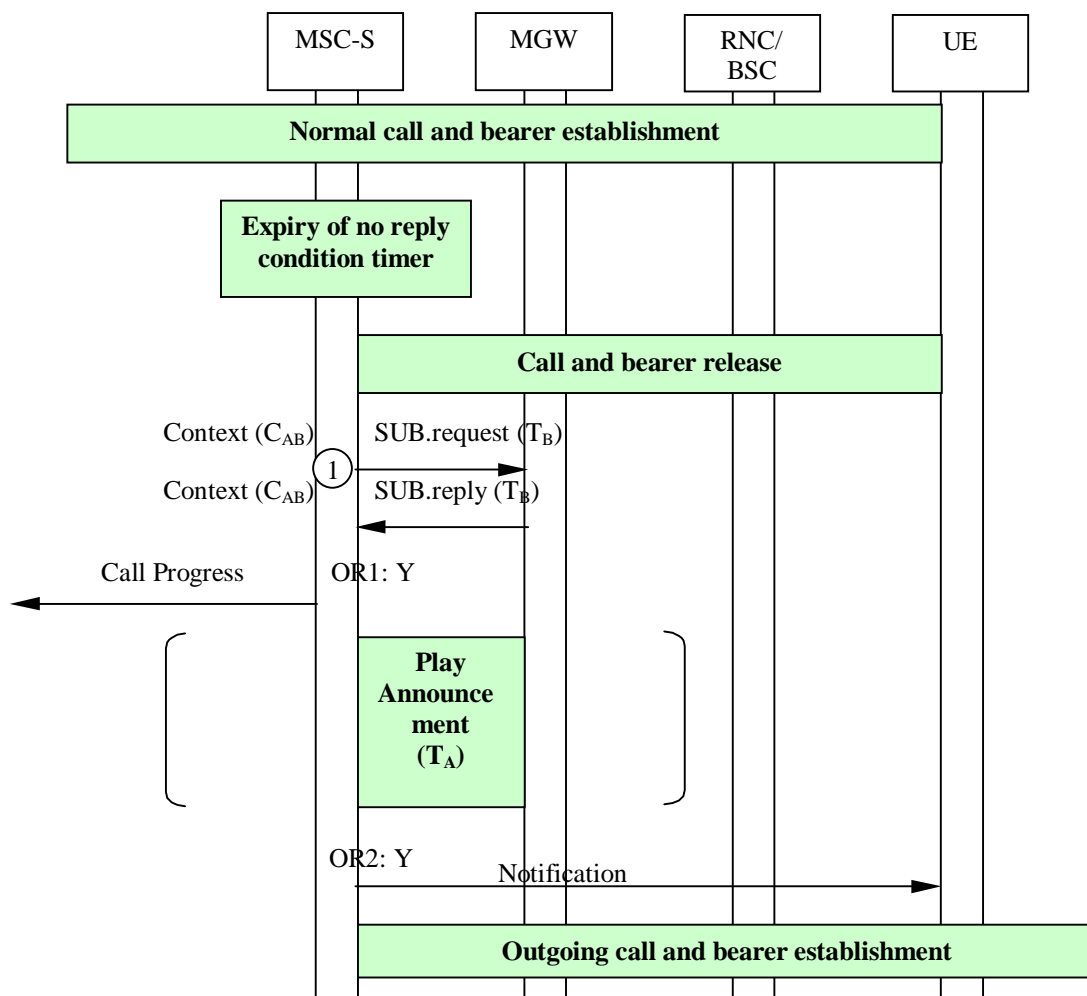 MSC-S
MGW
RNC/
BSC
UE
Normal call and bearer establishment
Expiry of no reply
condition timer
Call and bearer release
Context (CAB)
SUB.request (TB)
1
Context (CAB)
SUB.reply (TB)
Call Progress
OR1: Y
Play
Announce
ment
(TA)
OR2: Y
Notification
Outgoing call and bearer establishment